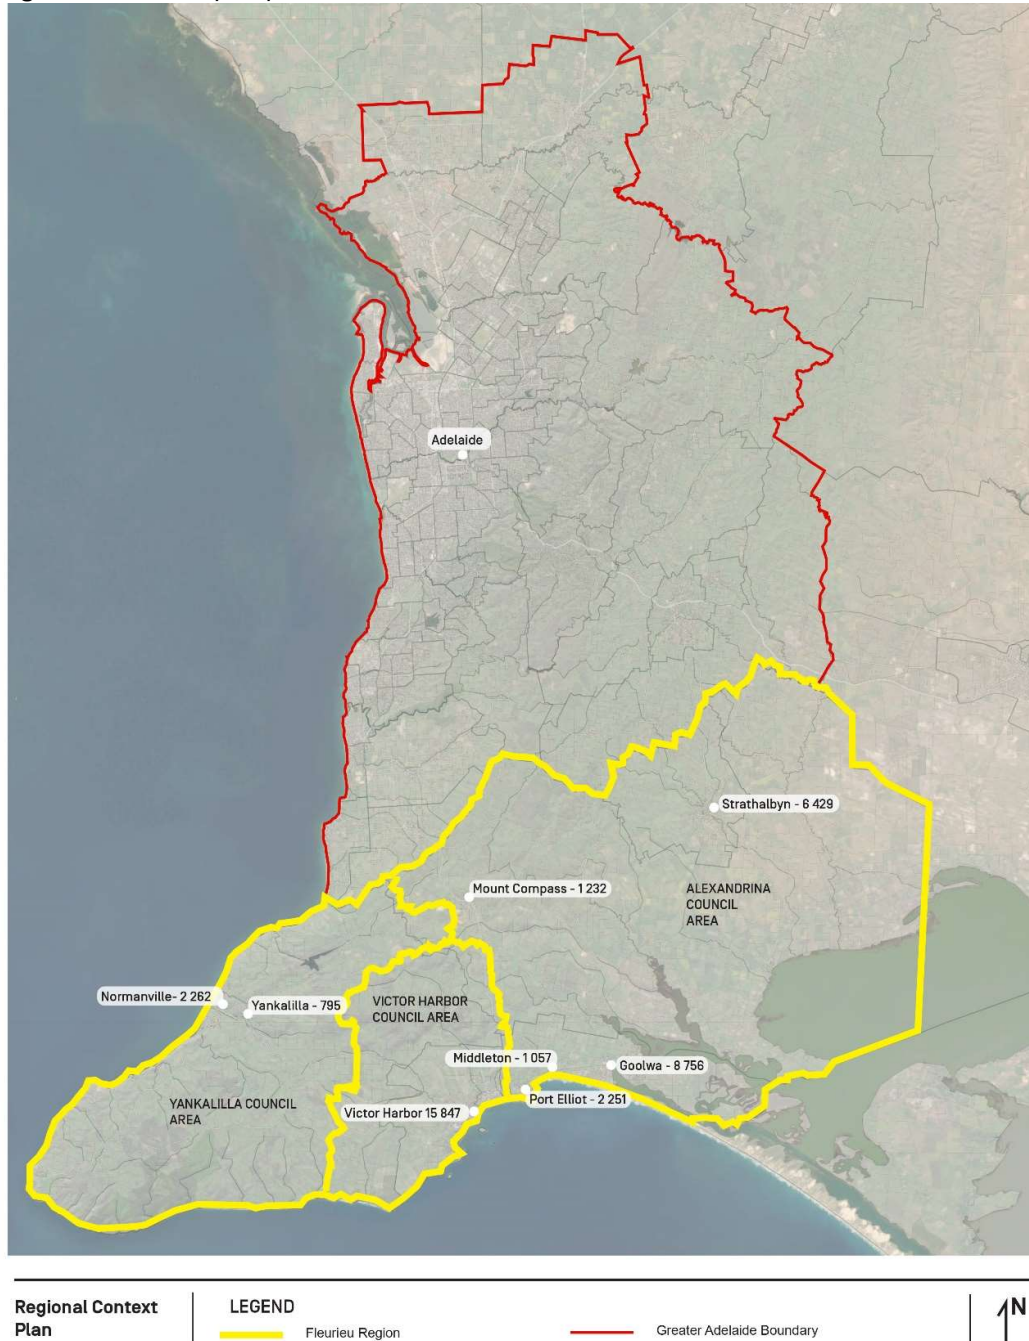 Adelaide
Strathalbyn - 6 429
Mount Compass - 1 232
ALEXANDRINA
COUNCIL
AREA
Normanville- 2 262
Yankalilla - 795
VICTOR HARBOR
COUNCIL AREA
Middleton - 1 057
Goolwa - 8 756
Port Elliot - 2 251
YANKALILLA COUNCIL
AREA
Victor Harbor 15 847
Regional Context
Plan
LEGEND
Fleurieu Region
Greater Adelaide Boundary
N